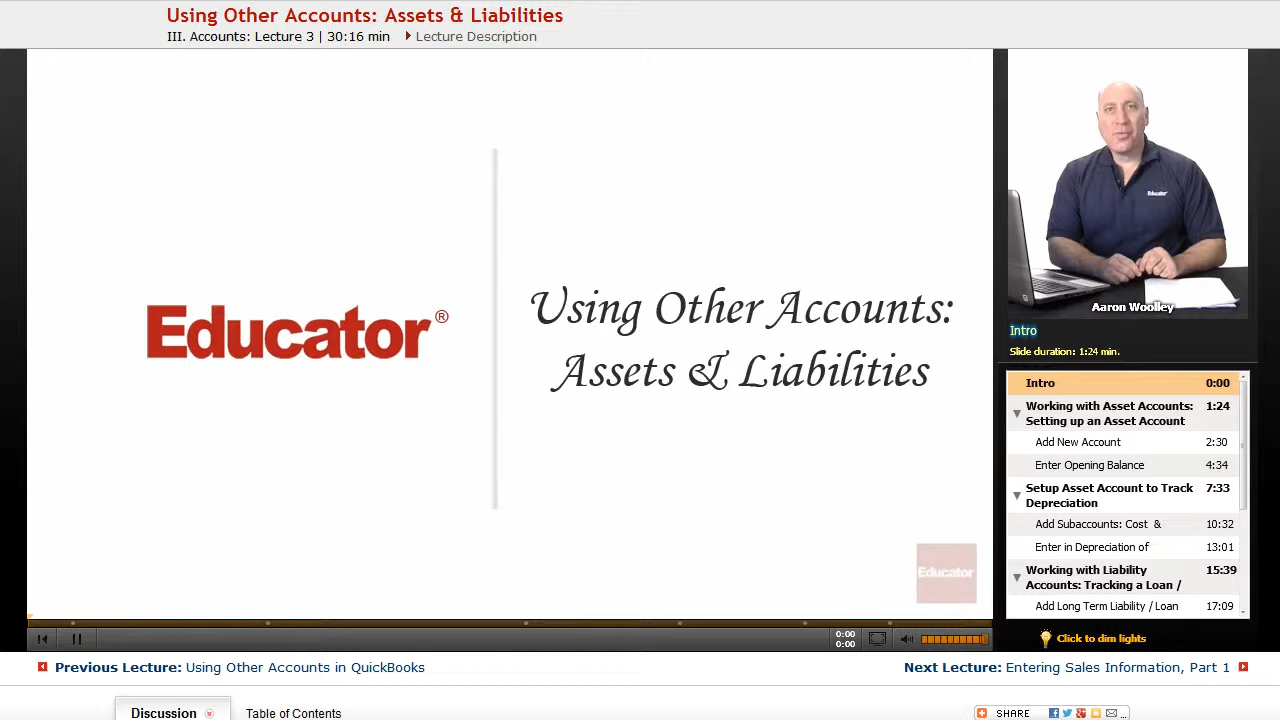 Using Other Accounts: Assets & Liabilities
III. Accounts: Lecture 3 | 30:16 min
Lecture Description
Educator®
Using Other Accounts:
Assets & Liabilities
Educator
Educator
Aaron Woolley
Intro
Slide duration: 1:24 min.
Intro 0:00
Working with Asset Accounts: 1:24
Setting up an Asset Account
Add New Account 2:30
Enter Opening Balance 4:34
Setup Asset Account to Track 7:33
Depreciation
Add Subaccounts: Cost & 10:32
Enter in Depreciation of 13:01
Working with Liability 15:39
Accounts: Tracking a Loan /
Add Long Term Liability / Loan 17:09
0:00
0:00
Click to dim lights
Previous Lecture: Using Other Accounts in QuickBooks
Next Lecture: Entering Sales Information, Part 1
Discussion
Table of Contents
SHARE
...